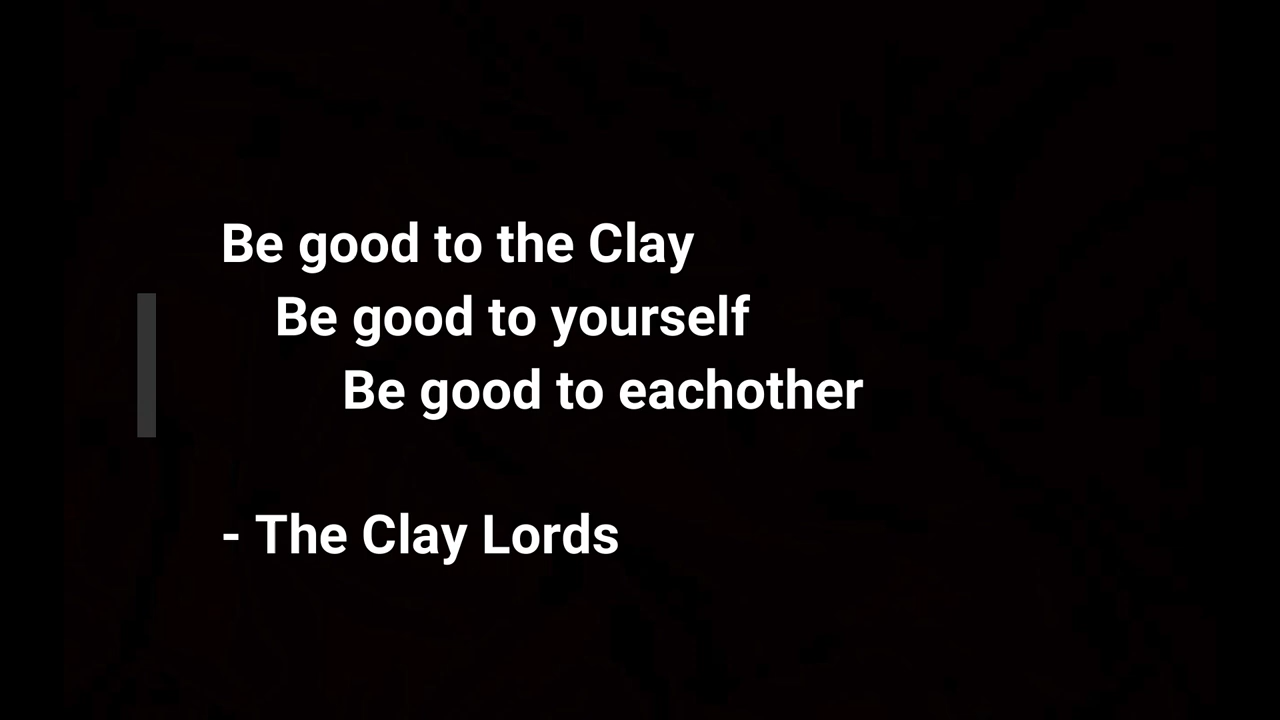 Be good to the Clay
Be good to yourself
Be good to eachother
- The Clay Lords